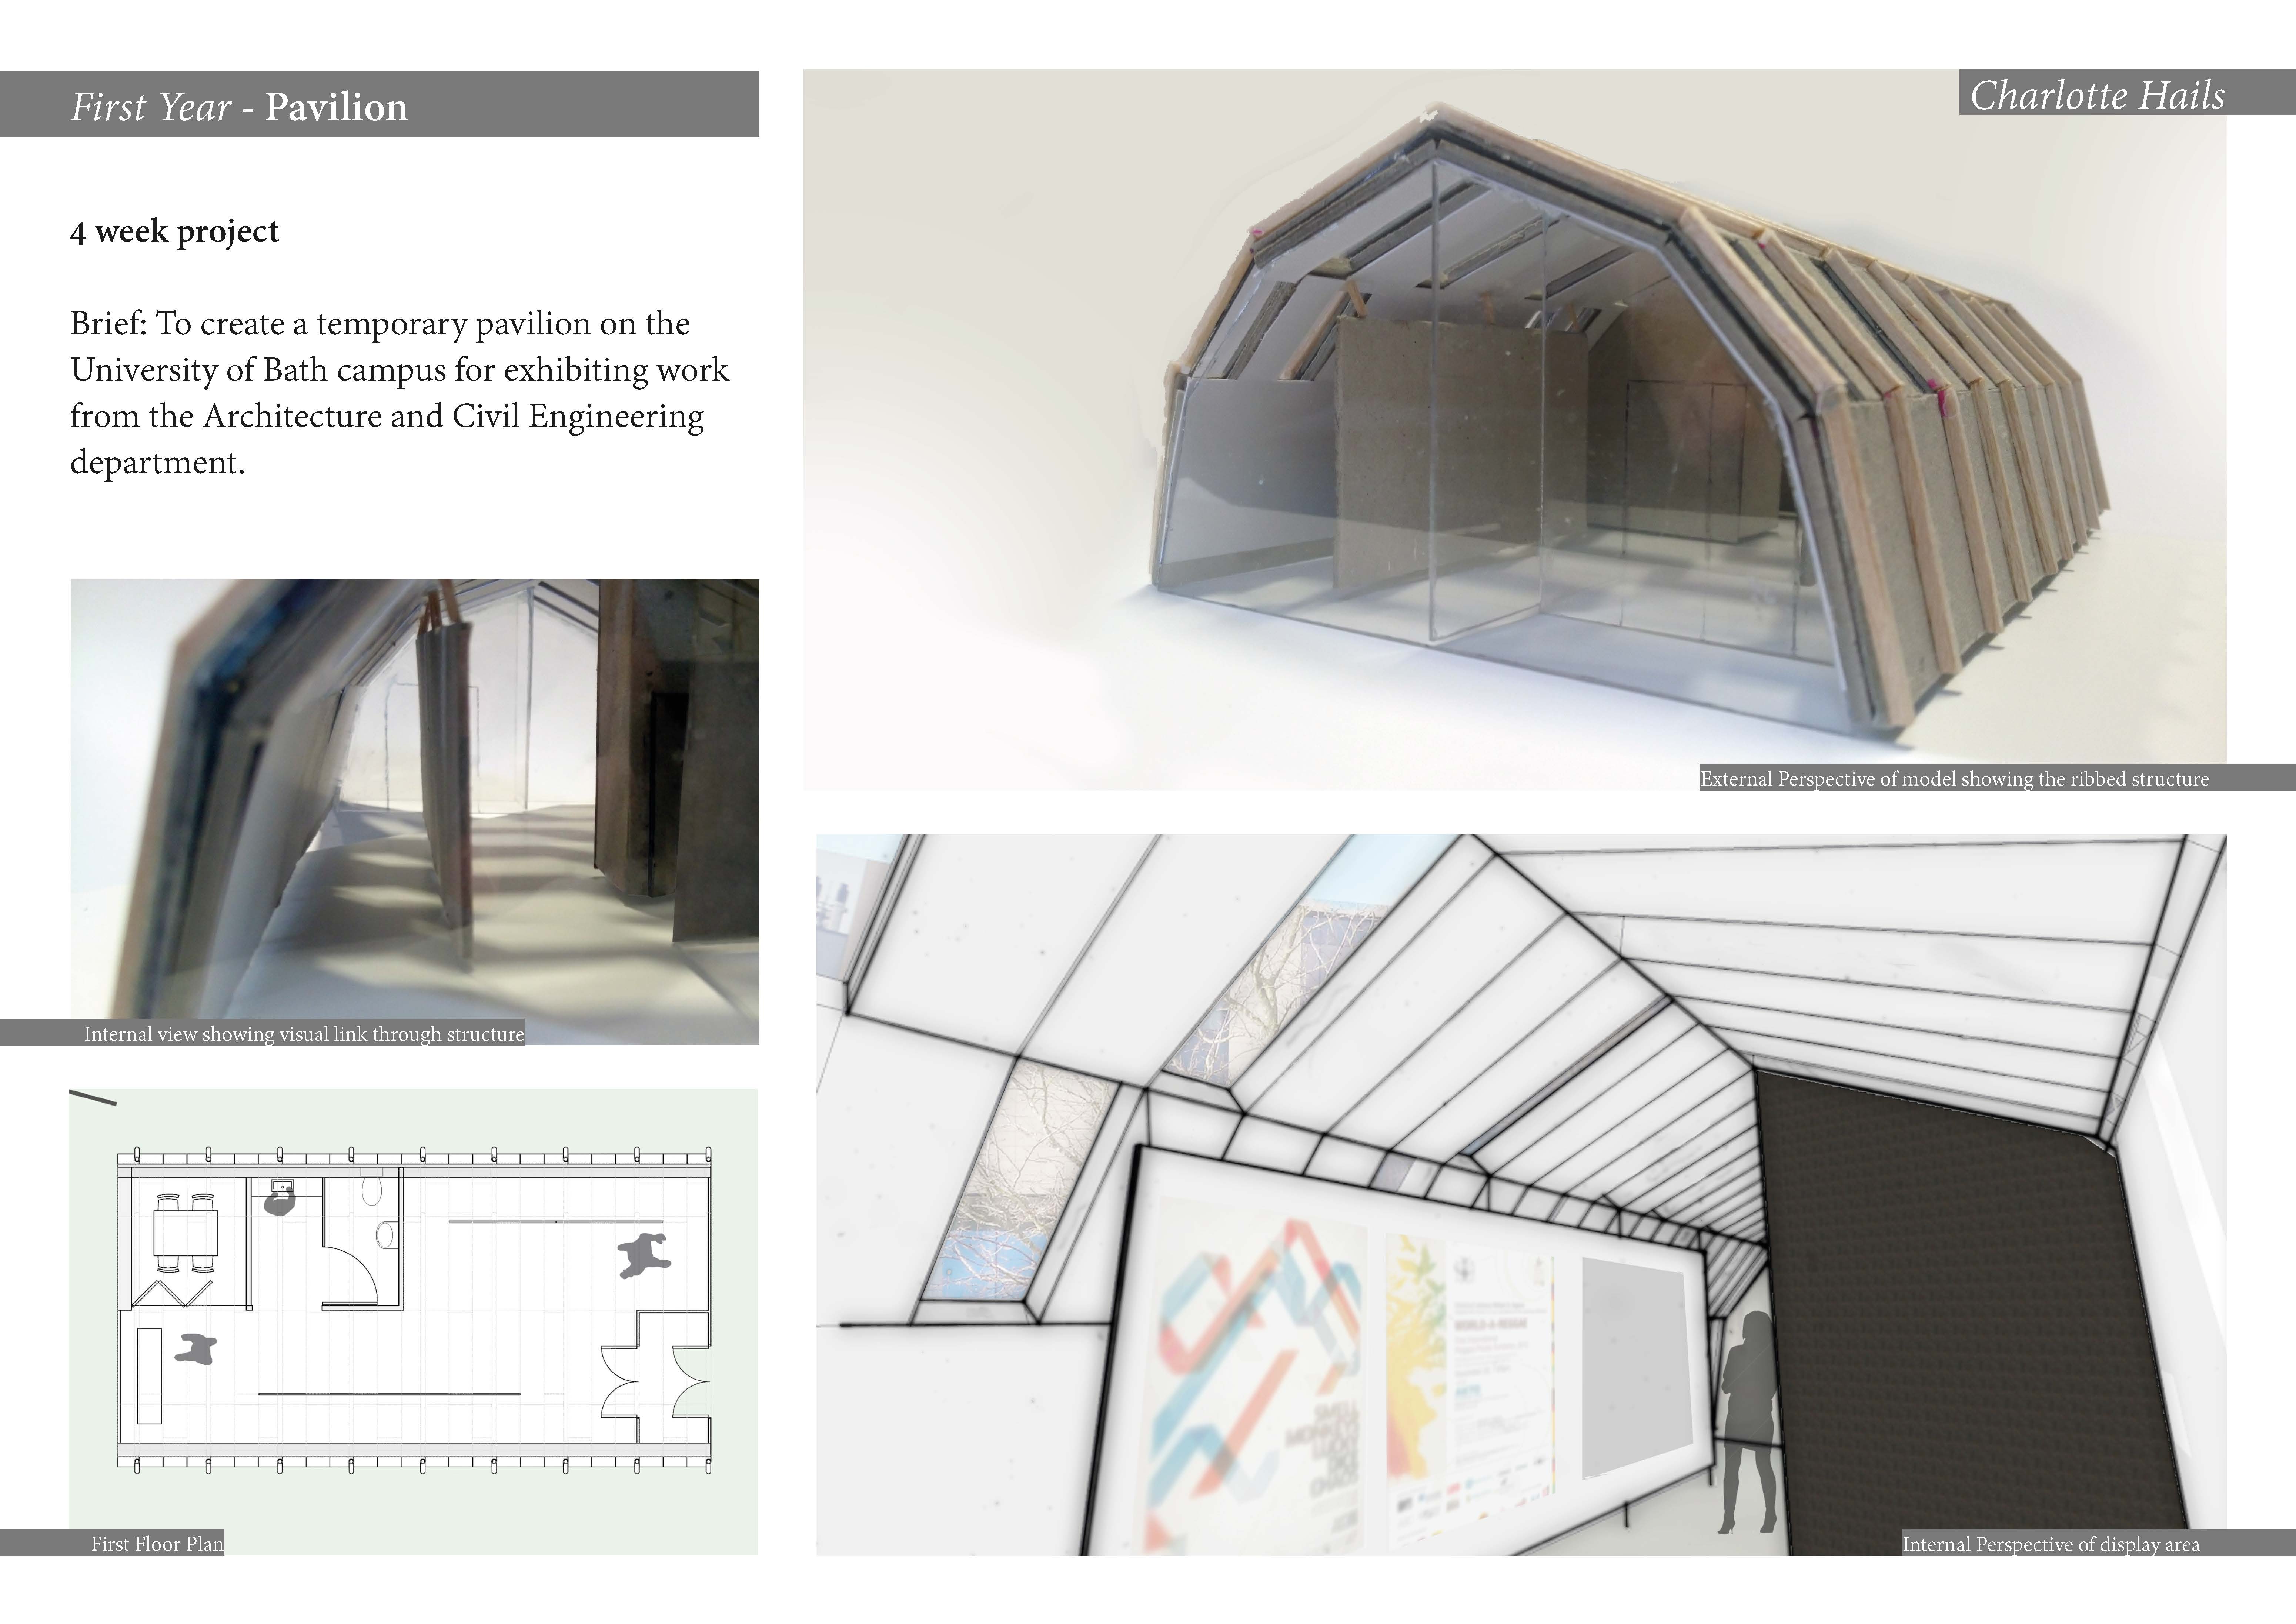 First Year - Pavilion
Charlotte Hails
4 week project
Brief: To create a temporary pavilion on the
University of Bath campus for exhibiting work
from the Architecture and Civil Engineering
department.
External Perspective of model showing the ribbed structure
Internal view showing visual link through structure
SMELL
MONKEYS
First Floor Plan
Internal Perspective of display area